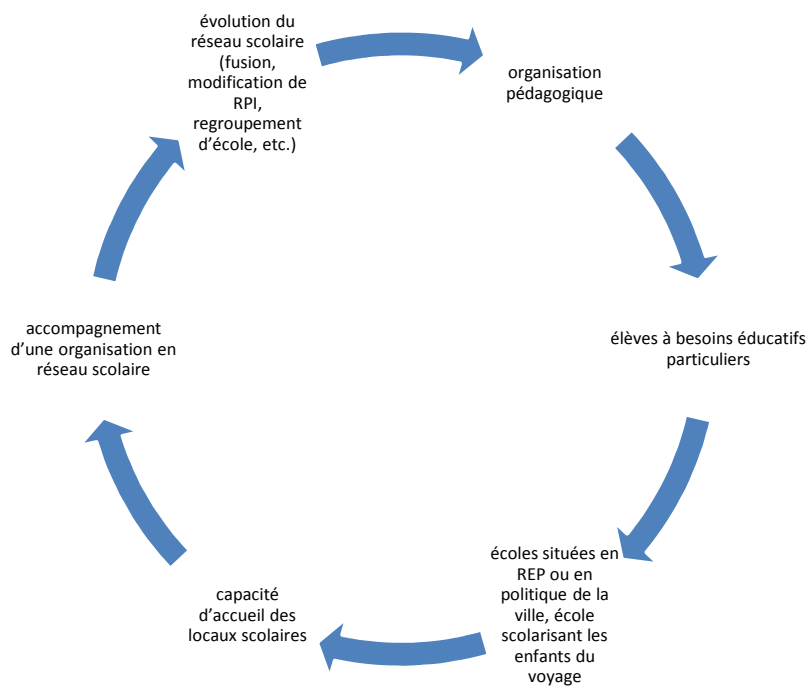 évolution du
réseau scolaire
(fusion,
modification de
RPI,
regroupement
d’école, etc.)
organisation
pédagogique
élèves à besoins éducatifs
particuliers
écoles situées en
REP ou en
politique de la
ville, école
scolarisant les
enfants du
voyage
capacité
d’accueil des
locaux scolaires
accompagnement
d’une organisation en
réseau scolaire